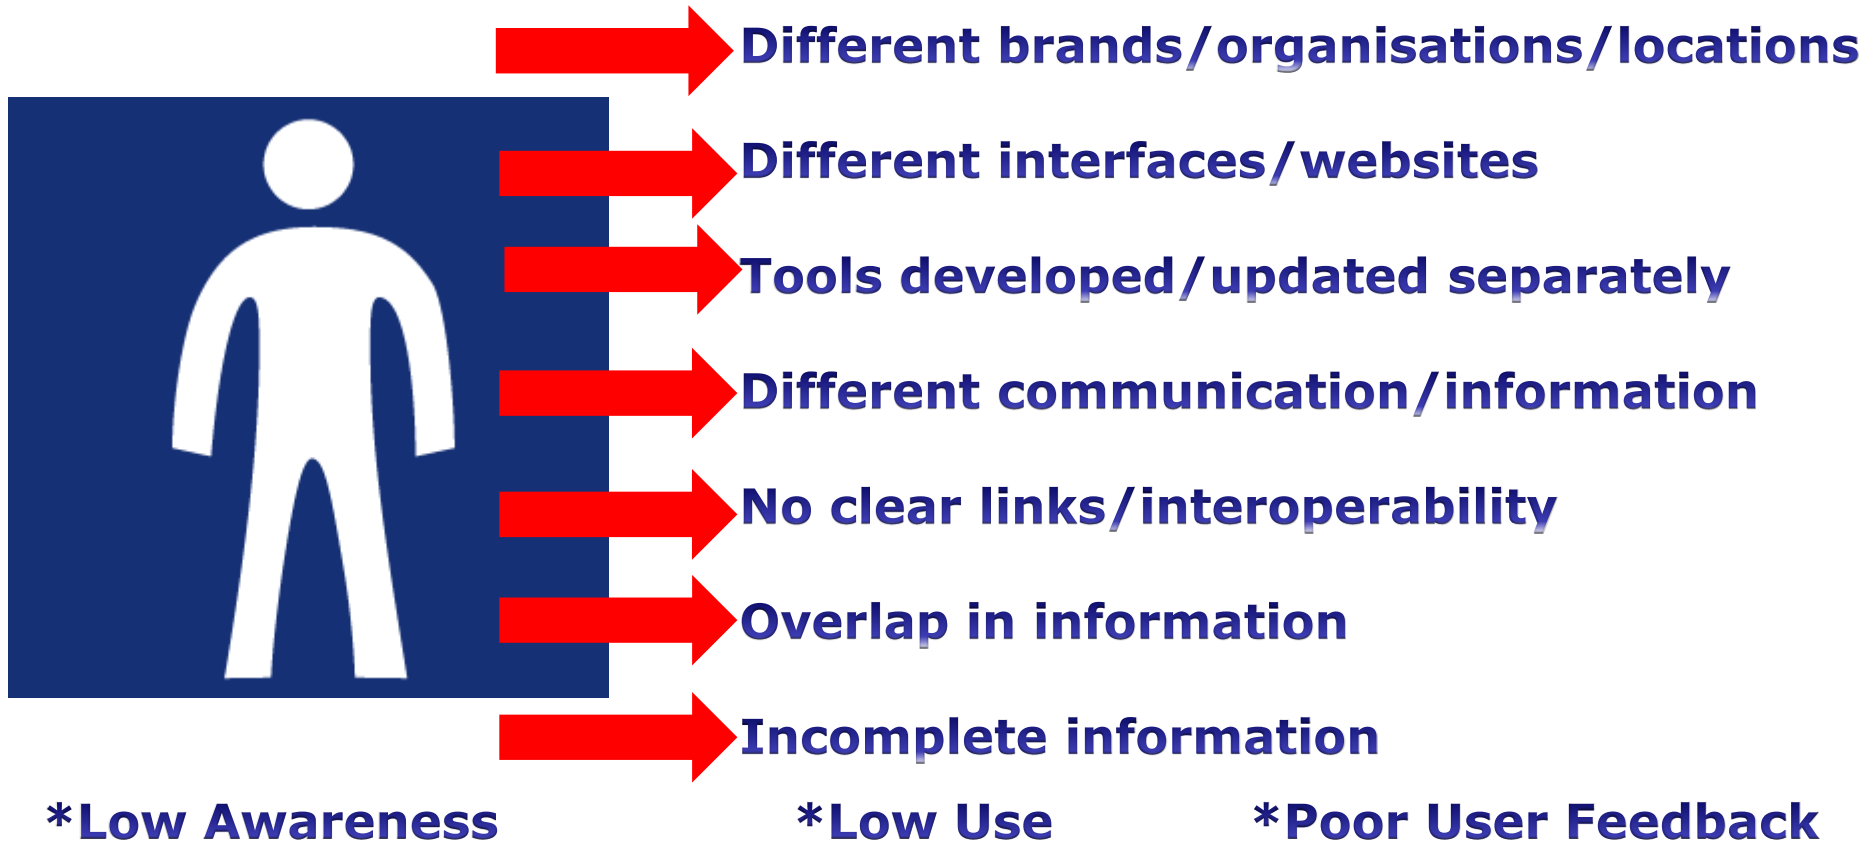 Different brands/organisations/locations
Different interfaces/websites
Tools developed/updated separately
Different communication/information
No clear links/interoperability
Overlap in information
Incomplete information
*Low Awareness *Low Use *Poor User Feedback